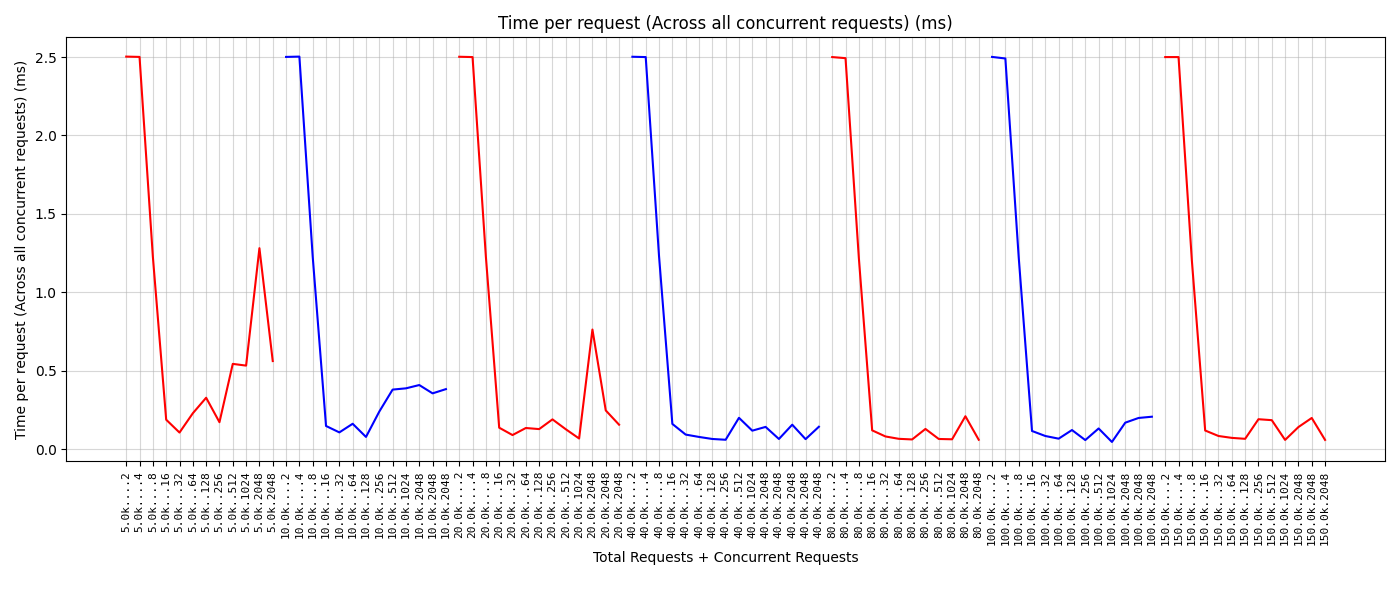 Time per request (Across all concurrent requests) (ms)
Time per request (Across all concurrent requests) (ms)
2.5
2.0
1.5
1.0
0.5
0.0
5.0k....2
5.0k....4
5.0k....8
5.0k...16
5.0k...32
5.0k...64
5.0k..128
5.0k..256
5.0k..512
5.0k.1024
5.0k.2048
5.0k.2048
10.0k....2
10.0k....4
10.0k....8
10.0k...16
10.0k...32
10.0k...64
10.0k..128
10.0k..256
10.0k..512
10.0k.1024
10.0k.2048
10.0k.2048
10.0k.2048
20.0k....2
20.0k....4
20.0k....8
20.0k...16
20.0k...32
20.0k...64
20.0k..128
20.0k..256
20.0k..512
20.0k.1024
20.0k.2048
20.0k.2048
20.0k.2048
40.0k....2
40.0k....4
40.0k....8
40.0k...16
40.0k...32
40.0k...64
40.0k..128
40.0k..256
40.0k..512
40.0k.1024
40.0k.2048
40.0k.2048
40.0k.2048
40.0k.2048
40.0k.2048
80.0k....2
80.0k....4
80.0k....8
80.0k...16
80.0k...32
80.0k...64
80.0k..128
80.0k..256
80.0k..512
80.0k.1024
80.0k.2048
80.0k.2048
100.0k....2
100.0k....4
100.0k....8
100.0k...16
100.0k...32
100.0k...64
100.0k..128
100.0k..256
100.0k..512
100.0k.1024
100.0k.2048
100.0k.2048
100.0k.2048
150.0k....2
150.0k....4
150.0k....8
150.0k...16
150.0k...32
150.0k...64
150.0k..128
150.0k..256
150.0k..512
150.0k.1024
150.0k.2048
150.0k.2048
150.0k.2048
Total Requests + Concurrent Requests